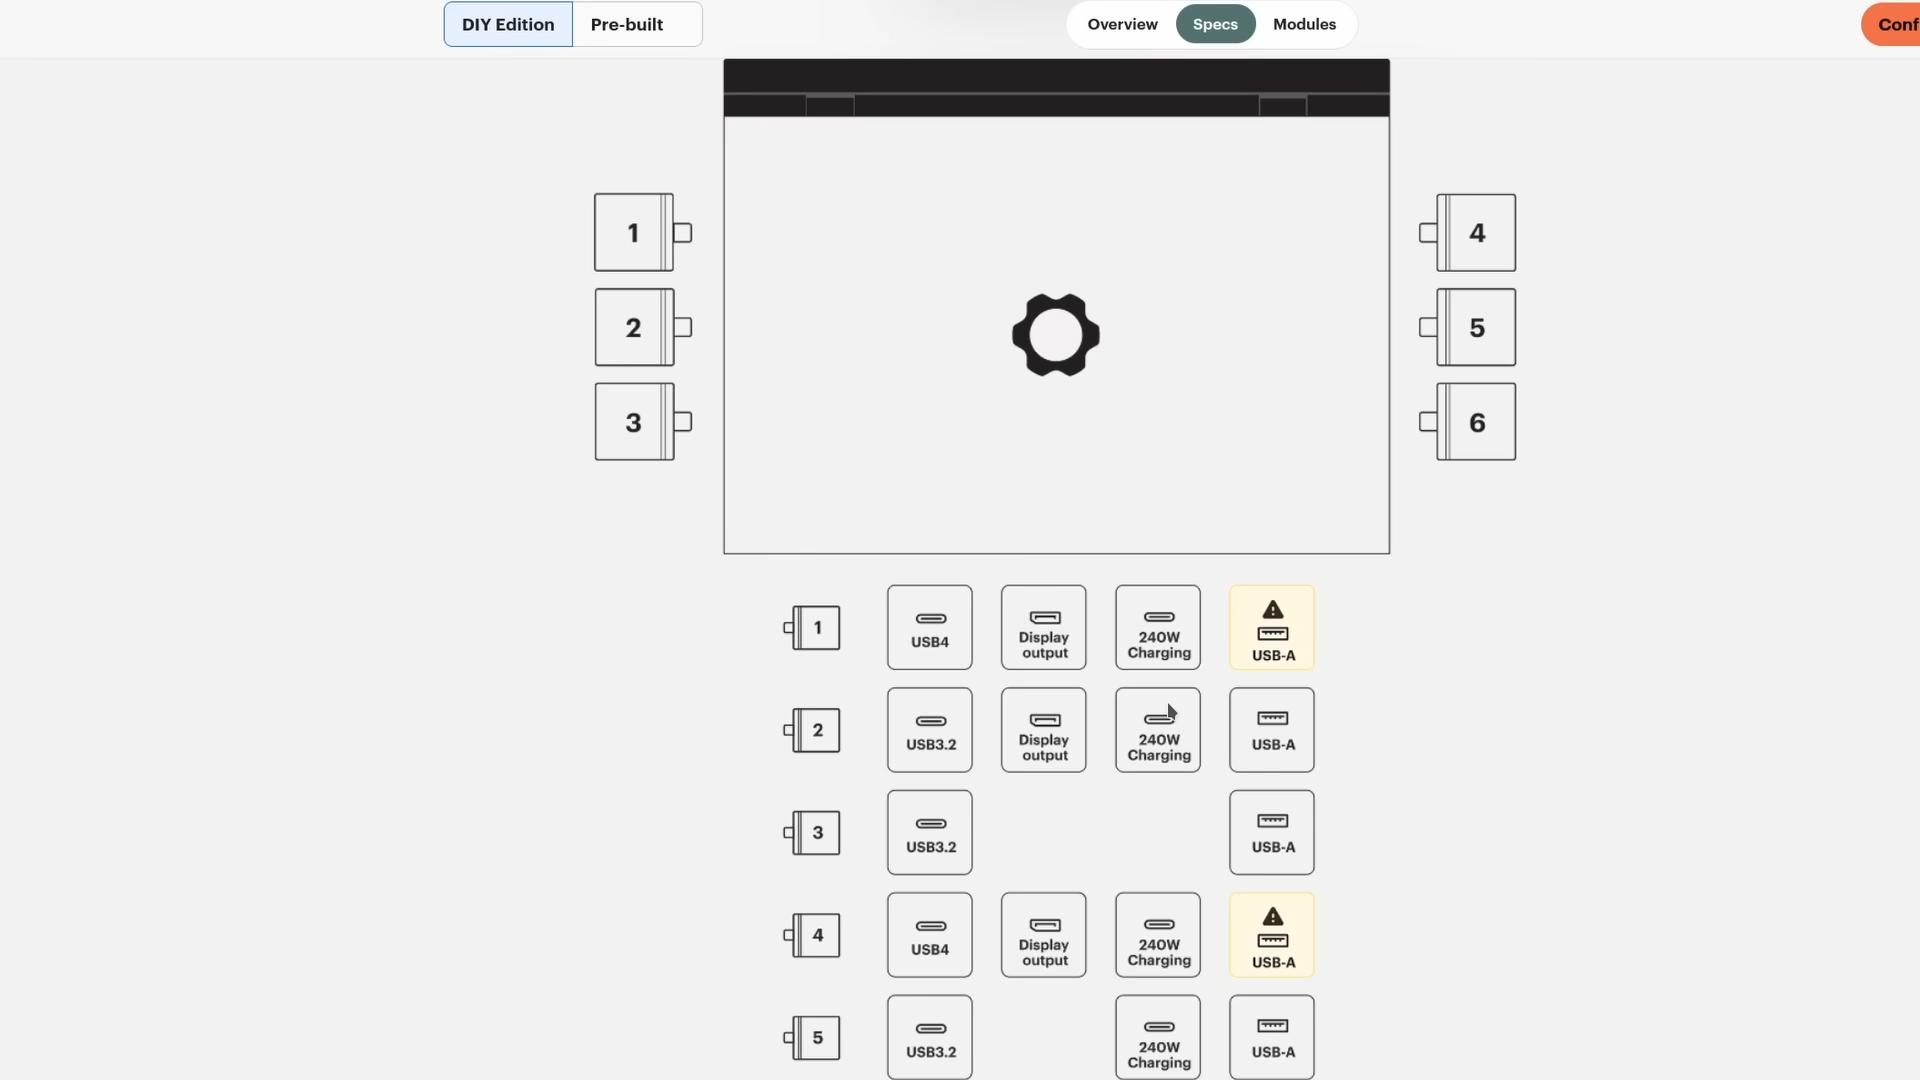 DIY Edition
Pre-built
Overview
Specs
Modules
Conf
1
4
2
5
3
6
1
USB4
Display
output
240W
Charging
USB-A
2
USB3.2
Display
output
240W
Charging
USB-A
3
USB3.2
USB-A
4
USB4
Display
output
240W
Charging
USB-A
5
USB3.2
240W
Charging
USB-A